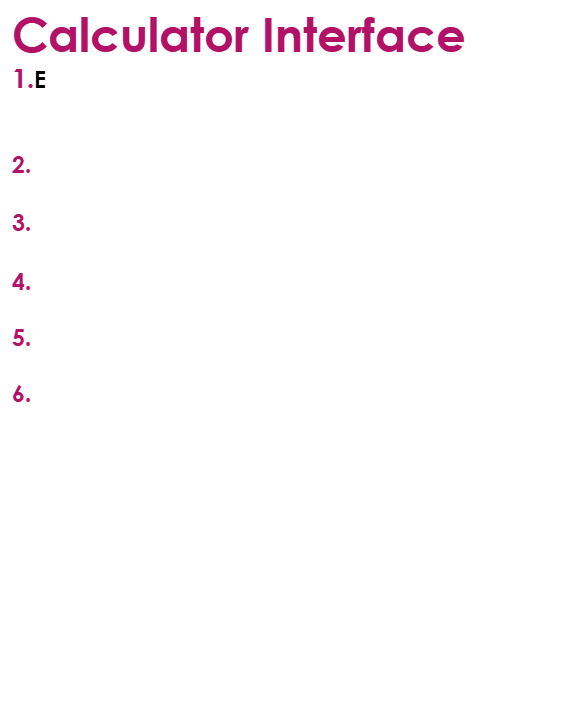 Calculator Interface
1.E
2.
3.
4.
5.
6.